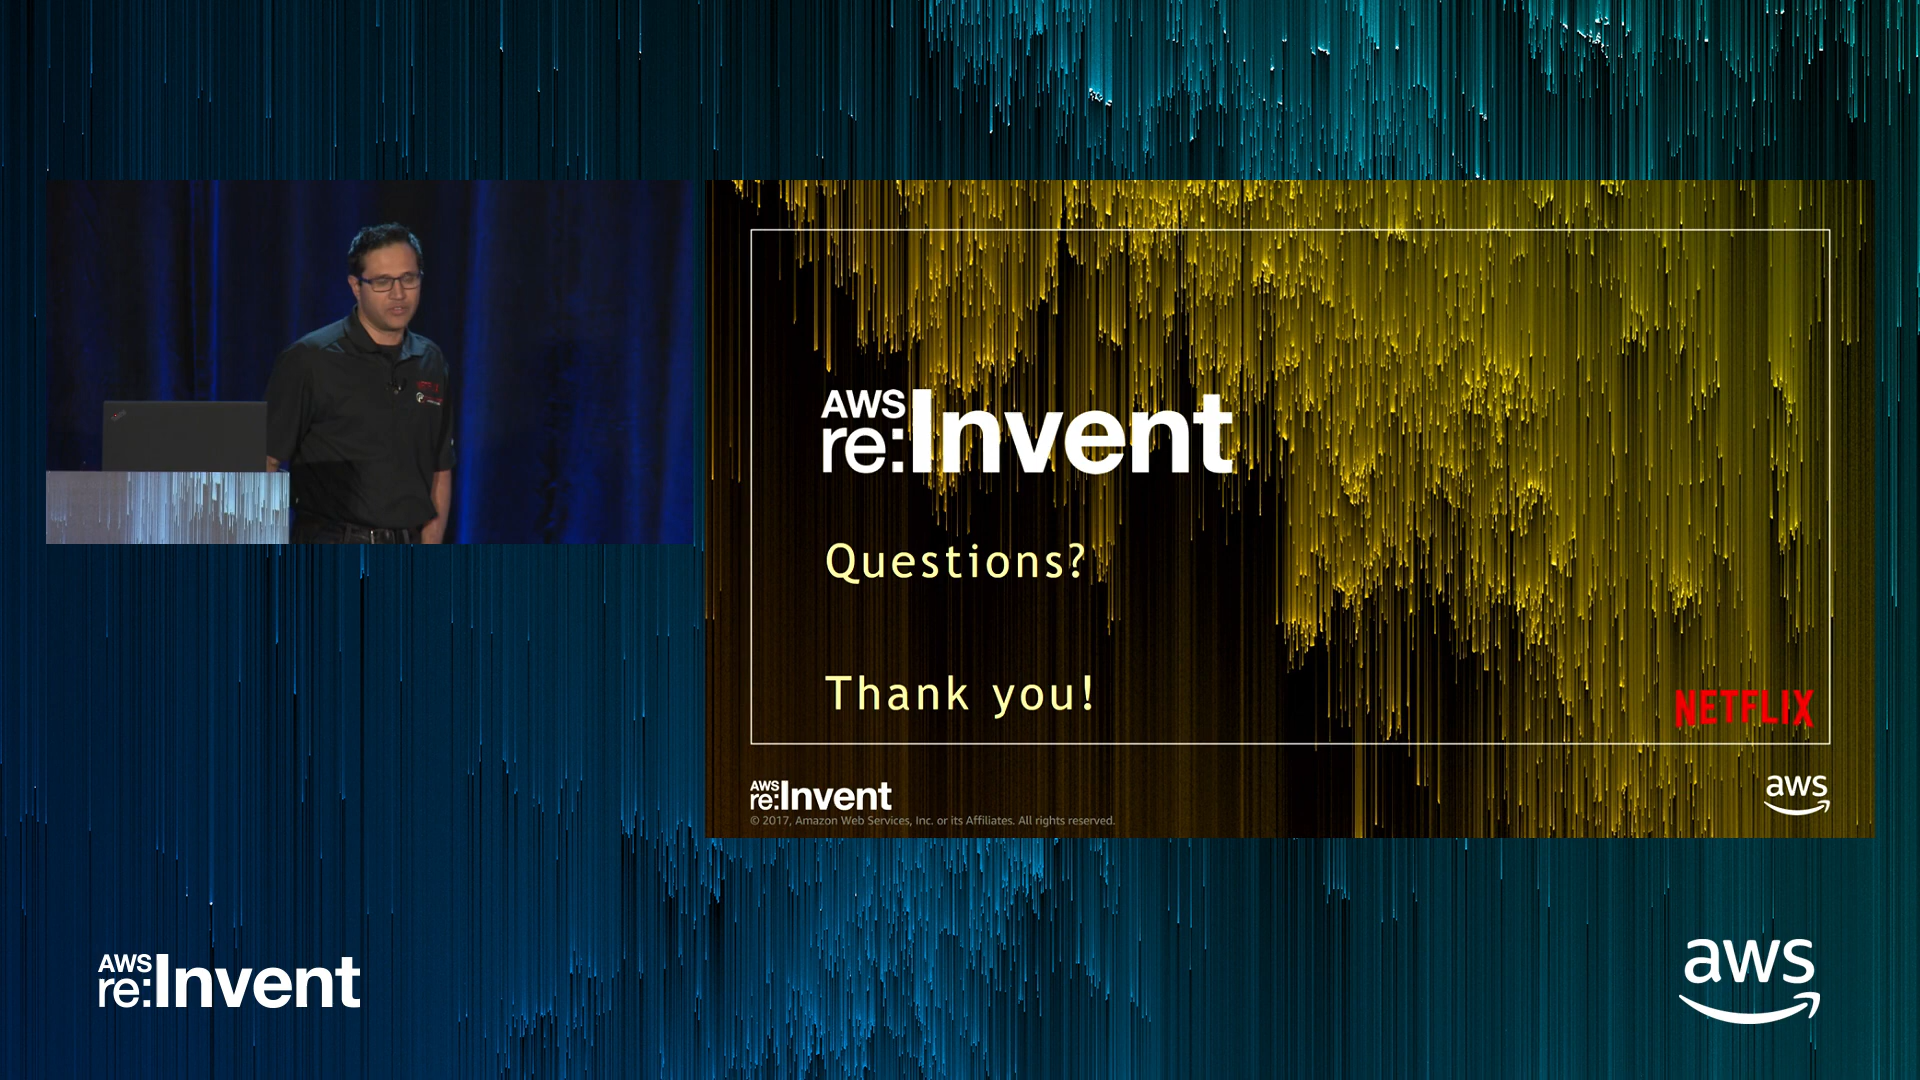 AWS
re:Invent
Questions?
Thank you!
NETFLIX
AWS
re:Invent
aws
© 2017, Amazon Web Services, Inc. or its Affiliates. All rights reserved.
AWS
re:Invent
aws